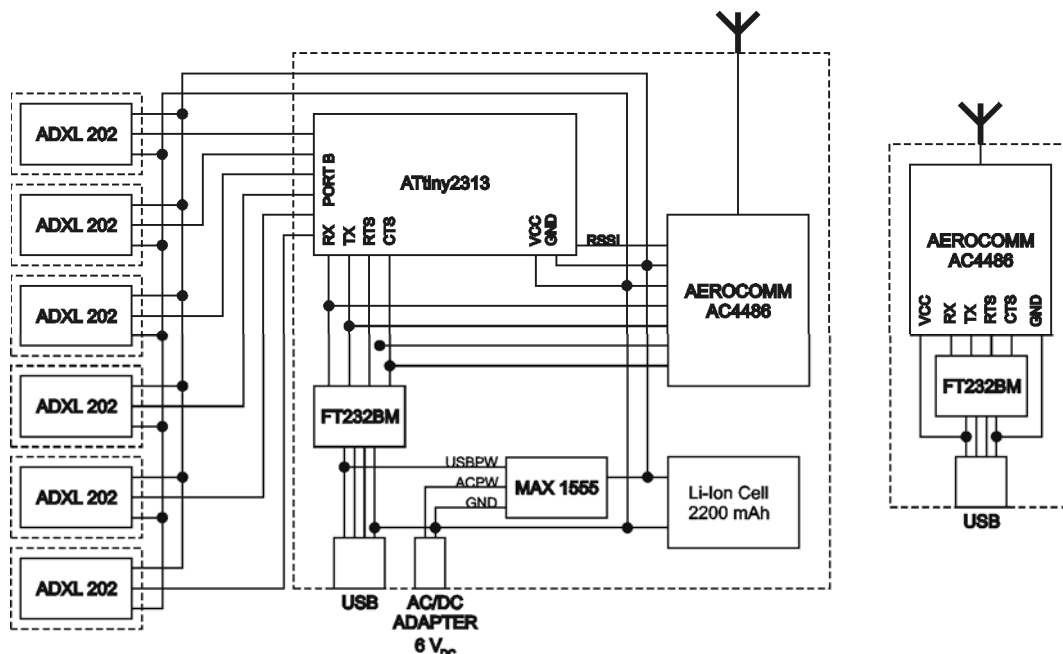 ADXL 202
ADXL 202
ADXL 202
ADXL 202
ADXL 202
ADXL 202
ATtiny2313
PORT B
RX
TX
RTS
CTS
VCC
GND
RSSI
AEROCOMM
AC4486
FT232BM
USBPW
ACPW
GND
MAX 1555
Li-Ion Cell
2200 mAh
USB
AC/DC
ADAPTER
6 VDC
AEROCOMM
AC4486
VCC
RX
TX
RTS
CTS
GND
FT232BM
USB